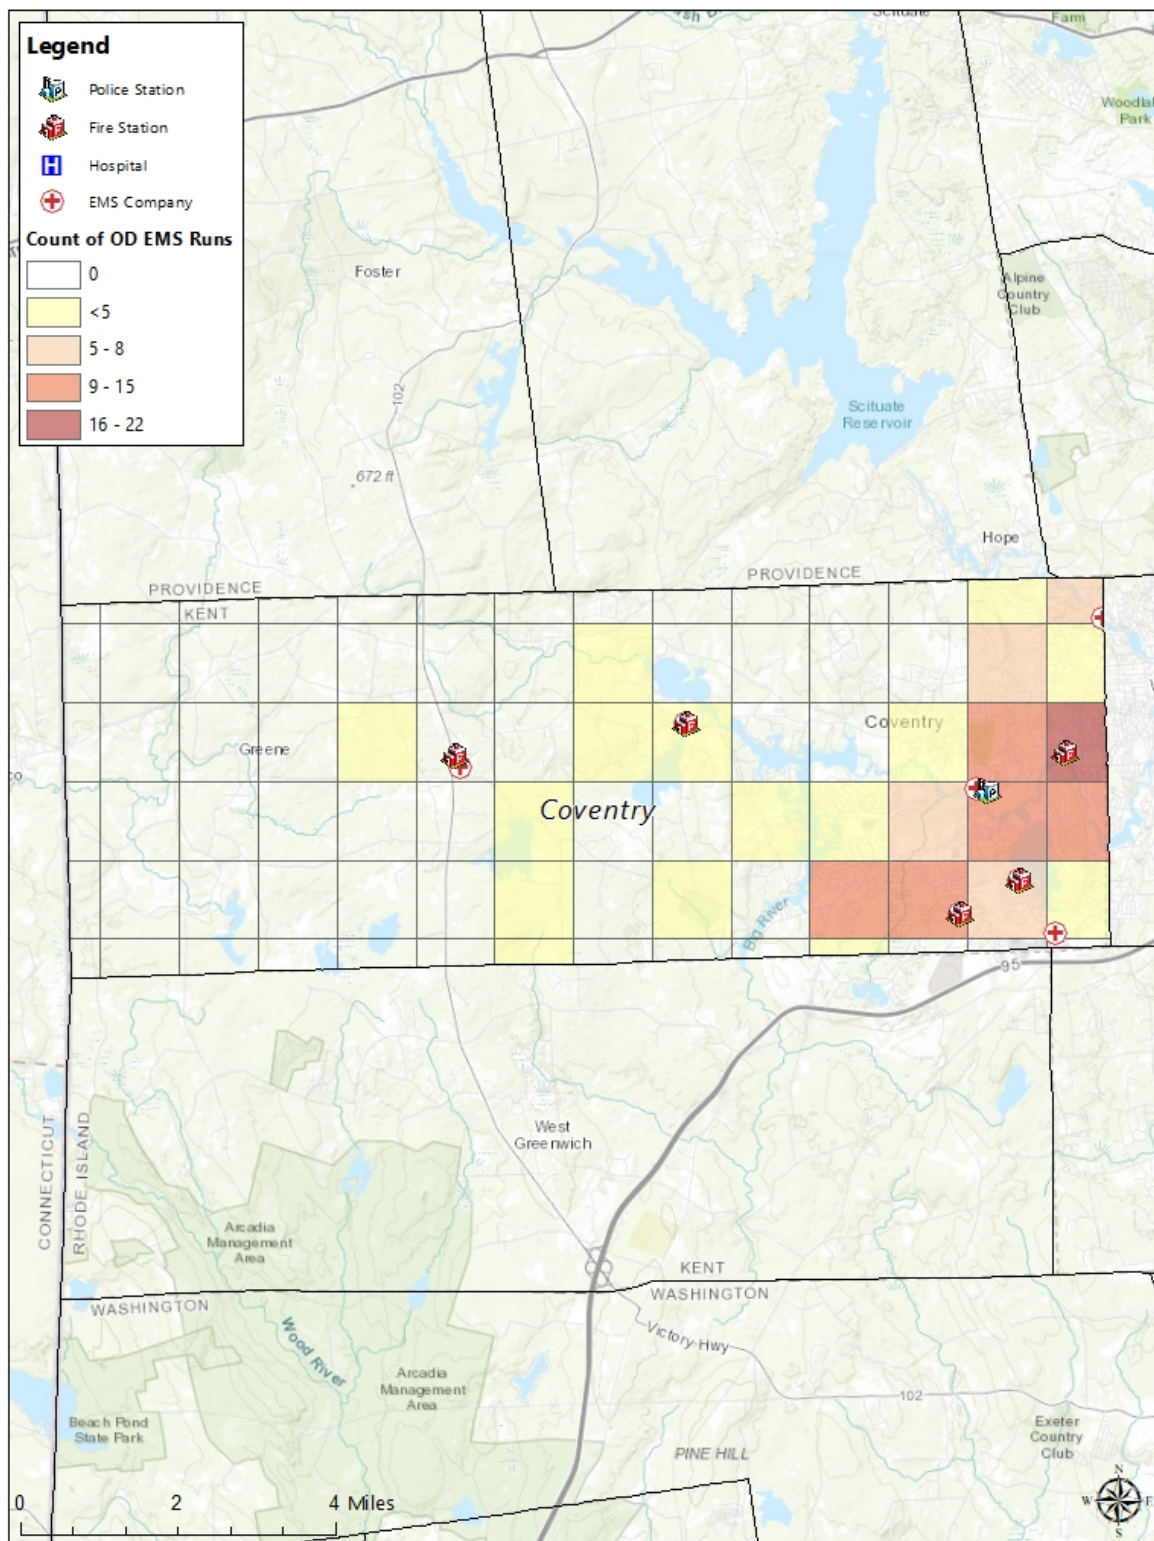 Scituate
Farm
Legend
Police Station
Fire Station
Hospital
EMS Company
Count of OD EMS Runs
0
<5
5 - 8
9 - 15
16 - 22
Park
Foster
Alpine
Country
Club
102
Scituate
Reservoir
672 ft
Hope
PROVIDENCE
PROVIDENCE
KENT
Greene
Coventry
Coventry
Big River
95
West
Greenwich
CONNECTICUT
RHODE ISLAND
Arcadia
Management
Area
KENT
WASHINGTON
WASHINGTON
Wood River
Victory Hwy
Arcadia
Management
Area
102
Beach Pond
State Park
Exeter
Country
Club
PINE HILL
0 2 4 Miles
N
W E
S